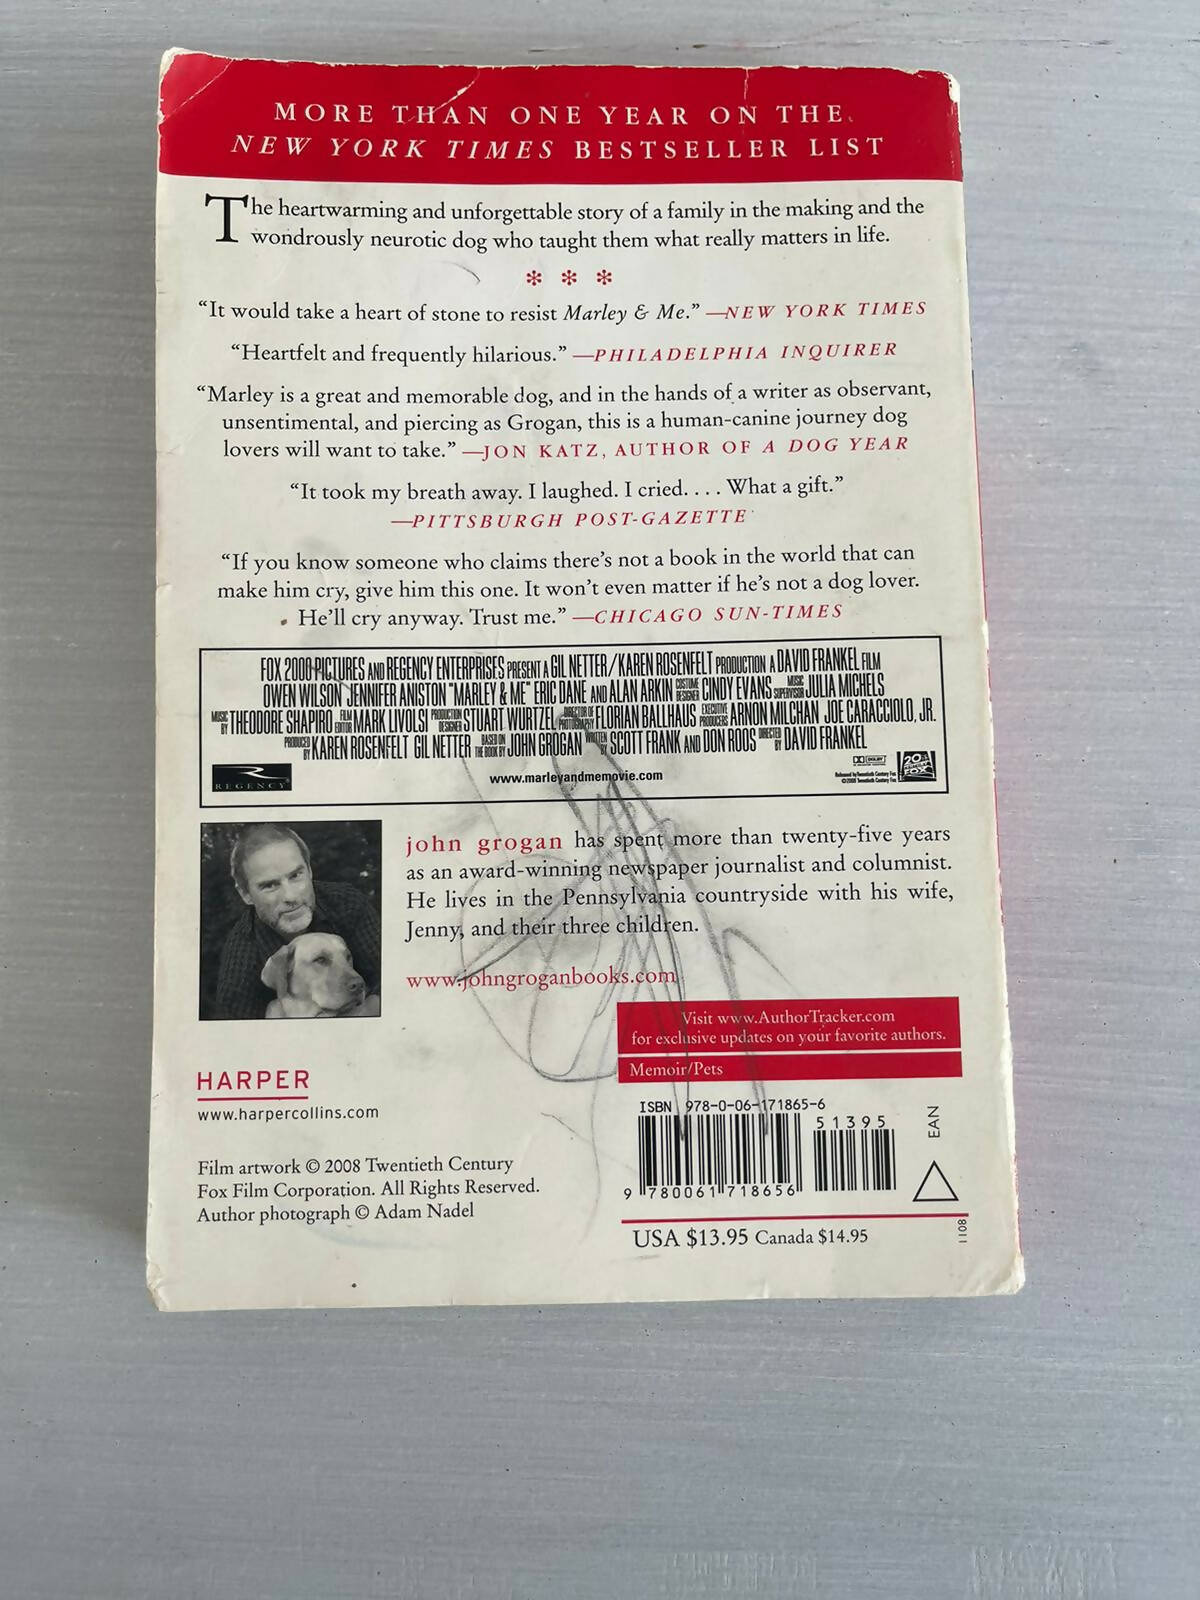 MORE THAN ONE YEAR ON THE
NEW YORK TIMES BESTSELLER LIST
The heartwarming and unforgettable story of a family in the making and the
wondrously neurotic dog who taught them what really matters in life.
* * *
“It would take a heart of stone to resist Marley & Me.” —NEW YORK TIMES
“Heartfelt and frequently hilarious.” —PHILADELPHIA INQUIRER
“Marley is a great and memorable dog, and in the hands of a writer as observant,
unsentimental, and piercing as Grogan, this is a human-canine journey dog
lovers will want to take.” —JON KATZ, AUTHOR OF A DOG YEAR
“It took my breath away. I laughed. I cried. . . . What a gift.”
—PITTSBURGH POST-GAZETTE
“If you know someone who claims there’s not a book in the world that can
make him cry, give him this one. It won’t even matter if he’s not a dog lover.
He’ll cry anyway. Trust me.” —CHICAGO SUN-TIMES
FOX 2000 PICTURES AND REGENCY ENTERPRISES PRESENT A GIL NETTER/KAREN ROSENFELT PRODUCTION A DAVID FRANKEL FILM
OWEN WILSON JENNIFER ANISTON "MARLEY & ME" ERIC DANE AND ALAN ARKIN COSTUME DESIGNER CINDY EVANS MUSIC SUPERVISOR JULIA MICHELS
MUSIC BY THEODORE SHAPIRO FILM EDITOR MARK LIVOLSI PRODUCTION DESIGNER STUART WURTZEL DIRECTOR OF PHOTOGRAPHY FLORIAN BALLHAUS EXECUTIVE PRODUCERS ARNON MILCHAN JOE CARACCIOLO, JR.
PRODUCED BY KAREN ROSENFELT GIL NETTER BASED ON THE BOOK BY JOHN GROGAN WRITTEN BY SCOTT FRANK AND DON ROOS DIRECTED BY DAVID FRANKEL
REGENCY
www.marleyandmemovie.com
DOLBY
Released by Twentieth Century Fox
©2008 Twentieth Century Fox
20th CENTURY FOX
john grogan has spent more than twenty-five years
as an award-winning newspaper journalist and columnist.
He lives in the Pennsylvania countryside with his wife,
Jenny, and their three children.
www.johngroganbooks.com
Visit www.AuthorTracker.com
for exclusive updates on your favorite authors.
Memoir/Pets
HARPER
www.harpercollins.com
Film artwork © 2008 Twentieth Century
Fox Film Corporation. All Rights Reserved.
Author photograph © Adam Nadel
ISBN 978-0-06-171865-6
51395
EAN
9 780061 718656
USA $13.95 Canada $14.95
1108